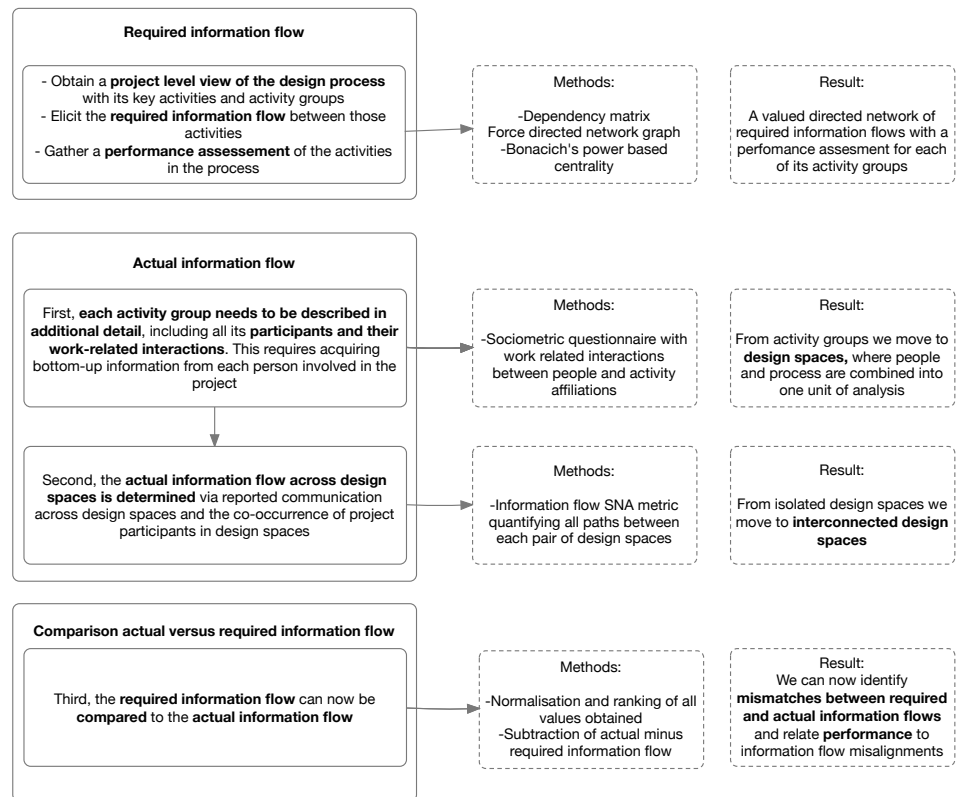 Required information flow
- Obtain a project level view of the design process
with its key activities and activity groups
- Elicit the required information flow between those
activities
- Gather a performance assessement of the activities
in the process
Methods:
-Dependency matrix
Force directed network graph
-Bonacich's power based
centrality
Result:
A valued directed network of
required information flows with a
perfomance assesment for each
of its activity groups
Actual information flow
First, each activity group needs to be described in
additional detail, including all its participants and their
work-related interactions. This requires acquiring
bottom-up information from each person involved in the
project
Methods:
-Sociometric questionnaire with
work related interactions
between people and activity
affiliations
Result:
From activity groups we move to
design spaces, where people
and process are combined into
one unit of analysis
Second, the actual information flow across design
spaces is determined via reported communication
across design spaces and the co-occurrence of project
participants in design spaces
Methods:
-Information flow SNA metric
quantifying all paths between
each pair of design spaces
Result:
From isolated design spaces we
move to interconnected design
spaces
Comparison actual versus required information flow
Third, the required information flow can now be
compared to the actual information flow
Methods:
-Normalisation and ranking of all
values obtained
-Subtraction of actual minus
required information flow
Result:
We can now identify
mismatches between required
and actual information flows
and relate performance to
information flow misalignments